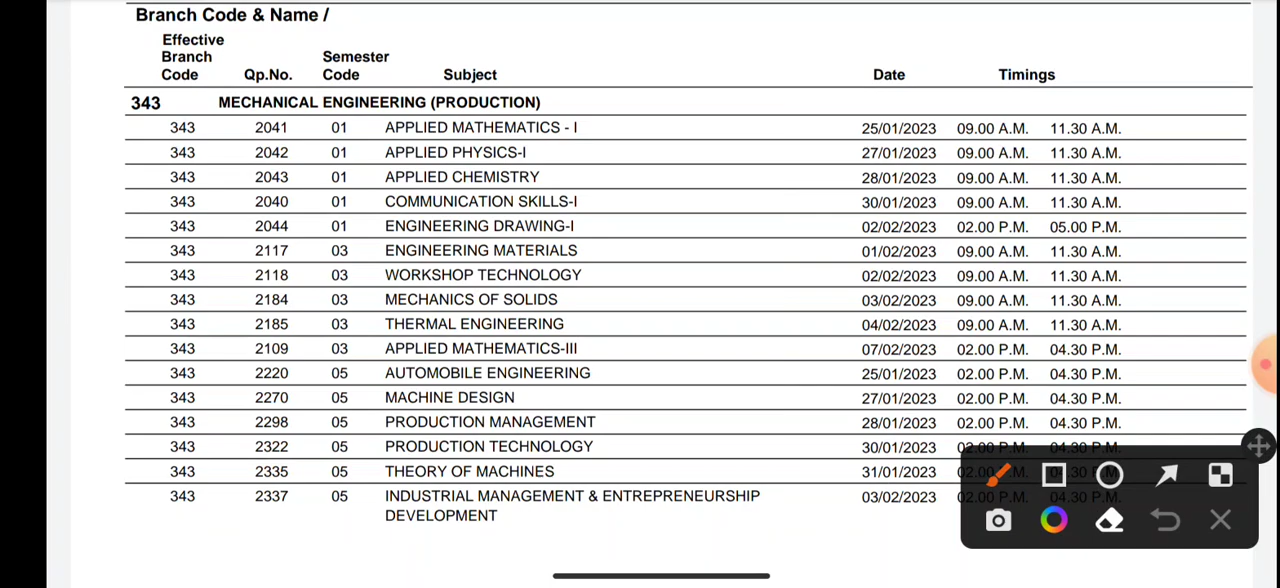 Branch Code & Name /
Effective Branch Code Qp.No. Semester Code Subject Date Timings
343 MECHANICAL ENGINEERING (PRODUCTION)
343 2041 01 APPLIED MATHEMATICS - I 25/01/2023 09.00 A.M. 11.30 A.M.
343 2042 01 APPLIED PHYSICS-I 27/01/2023 09.00 A.M. 11.30 A.M.
343 2043 01 APPLIED CHEMISTRY 28/01/2023 09.00 A.M. 11.30 A.M.
343 2040 01 COMMUNICATION SKILLS-I 30/01/2023 09.00 A.M. 11.30 A.M.
343 2044 01 ENGINEERING DRAWING-I 02/02/2023 02.00 P.M. 05.00 P.M.
343 2117 03 ENGINEERING MATERIALS 01/02/2023 09.00 A.M. 11.30 A.M.
343 2118 03 WORKSHOP TECHNOLOGY 02/02/2023 09.00 A.M. 11.30 A.M.
343 2184 03 MECHANICS OF SOLIDS 03/02/2023 09.00 A.M. 11.30 A.M.
343 2185 03 THERMAL ENGINEERING 04/02/2023 09.00 A.M. 11.30 A.M.
343 2109 03 APPLIED MATHEMATICS-III 07/02/2023 02.00 P.M. 04.30 P.M.
343 2220 05 AUTOMOBILE ENGINEERING 25/01/2023 02.00 P.M. 04.30 P.M.
343 2270 05 MACHINE DESIGN 27/01/2023 02.00 P.M. 04.30 P.M.
343 2298 05 PRODUCTION MANAGEMENT 28/01/2023 02.00 P.M. 04.30 P.M.
343 2322 05 PRODUCTION TECHNOLOGY 30/01/2023 02.00 P.M. 04.30 P.M.
343 2335 05 THEORY OF MACHINES 31/01/2023
343 2337 05 INDUSTRIAL MANAGEMENT & ENTREPRENEURSHIP 03/02/2023 02.00 P.M. 04.30 P.M.
DEVELOPMENT